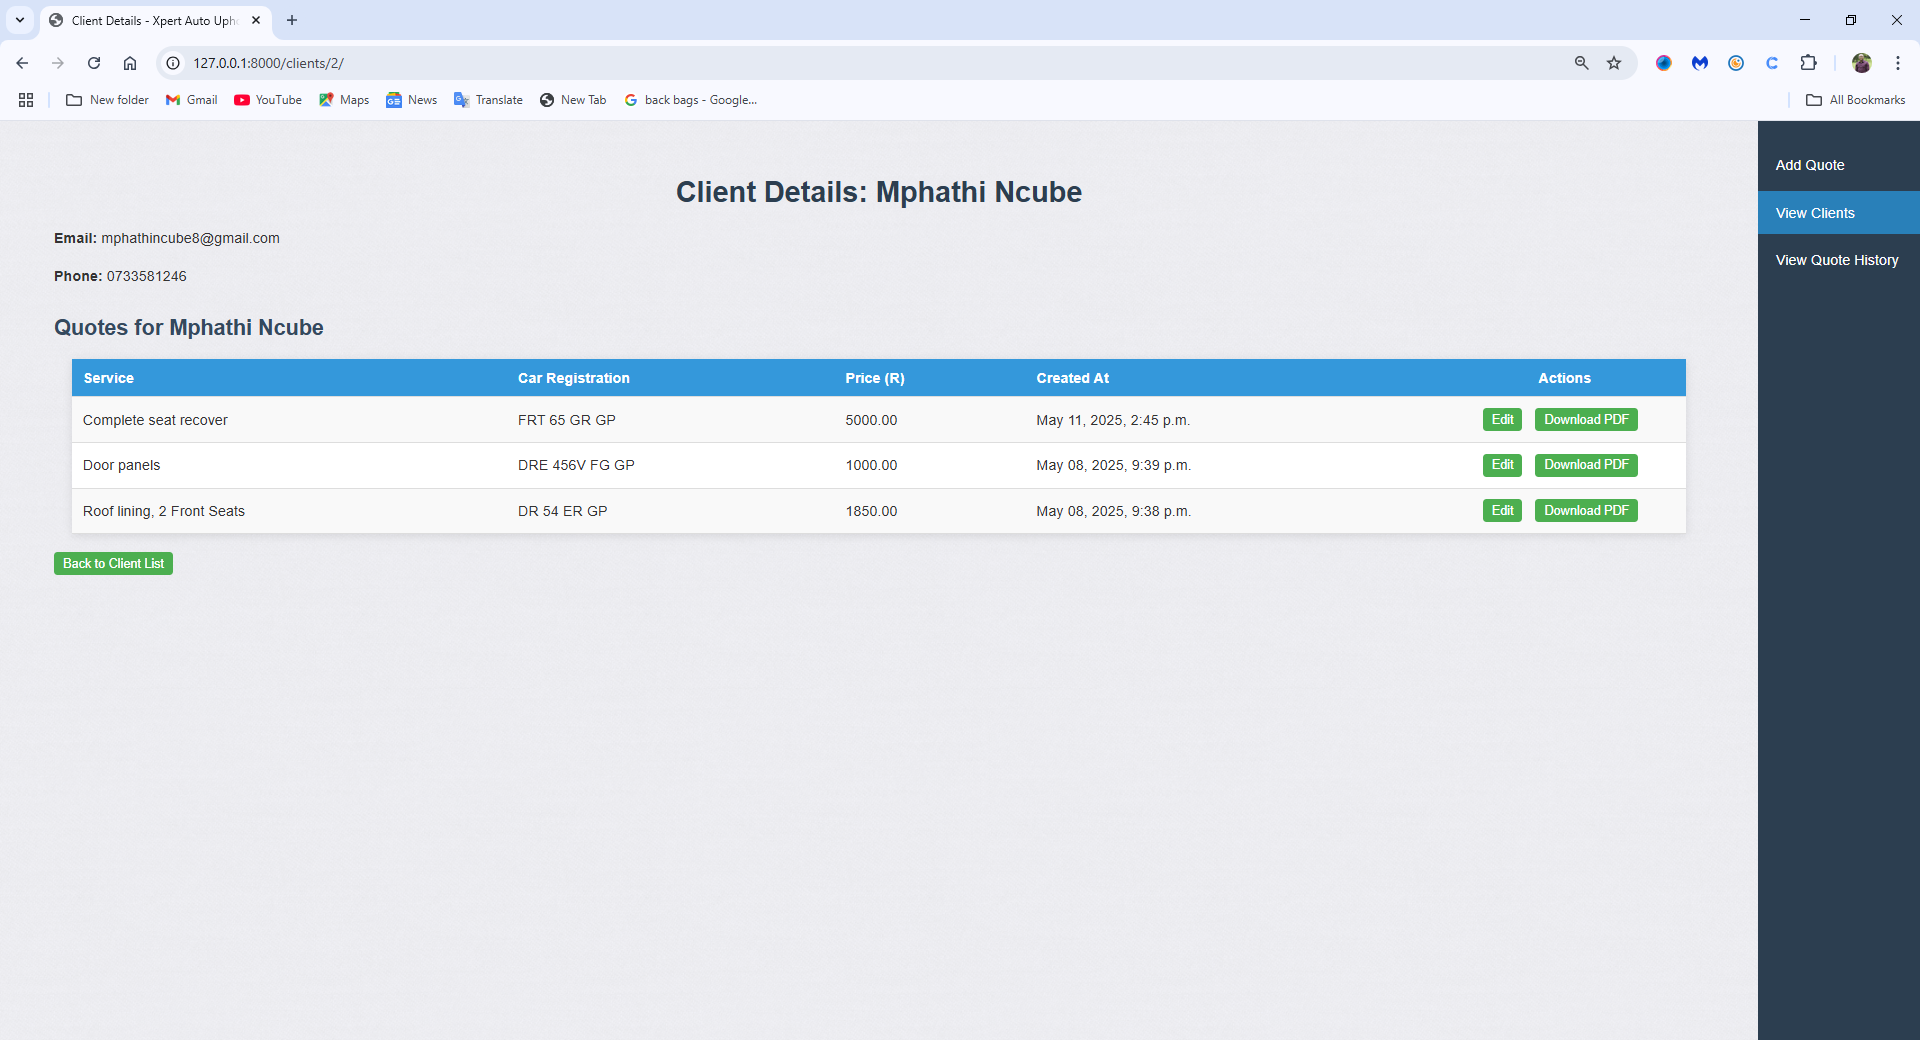 Client Details - Xpert Auto Upho
127.0.0.1:8000/clients/2/
New folder Gmail YouTube Maps News Translate New Tab back bags - Google... All Bookmarks
Client Details: Mphathi Ncube
Email: mphathincube8@gmail.com
Phone: 0733581246
Quotes for Mphathi Ncube
Service Car Registration Price (R) Created At Actions
Complete seat recover FRT 65 GR GP 5000.00 May 11, 2025, 2:45 p.m. Edit Download PDF
Door panels DRE 456V FG GP 1000.00 May 08, 2025, 9:39 p.m. Edit Download PDF
Roof lining, 2 Front Seats DR 54 ER GP 1850.00 May 08, 2025, 9:38 p.m. Edit Download PDF
Back to Client List
Add Quote
View Clients
View Quote History